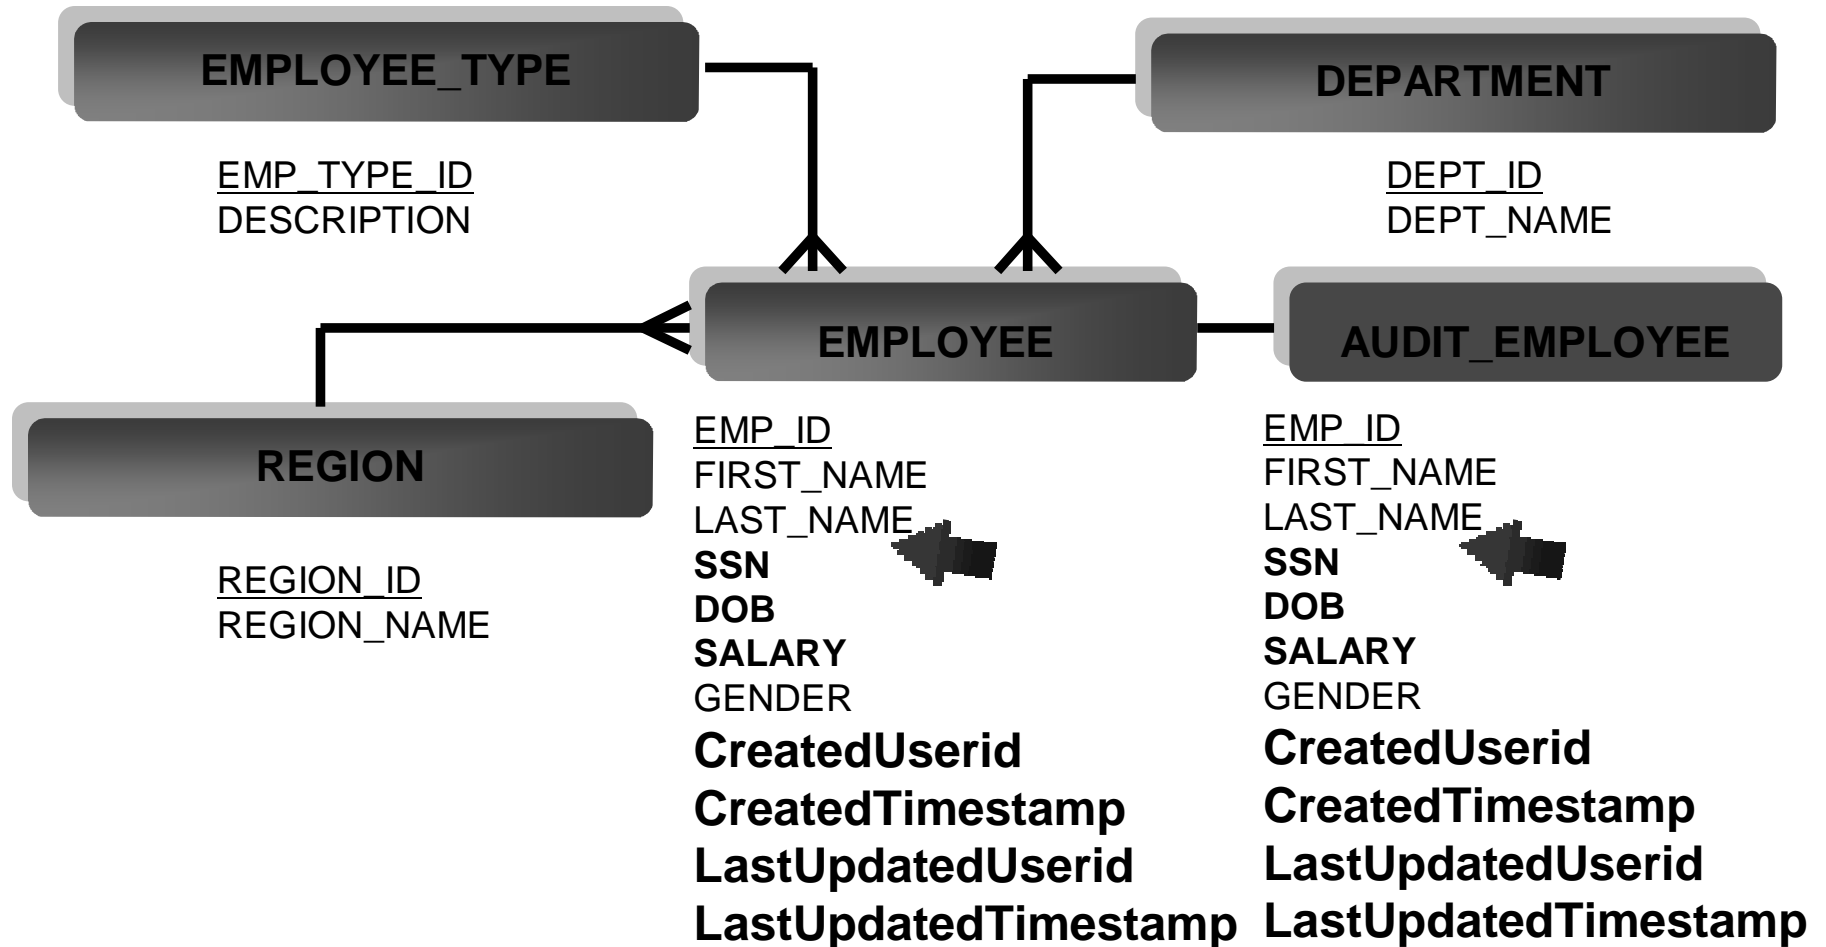 EMPLOYEE_TYPE
EMP_TYPE_ID
DESCRIPTION
DEPARTMENT
DEPT_ID
DEPT_NAME
REGION
REGION_ID
REGION_NAME
EMPLOYEE
EMP_ID
FIRST_NAME
LAST_NAME
SSN
DOB
SALARY
GENDER
CreatedUserid
CreatedTimestamp
LastUpdatedUserid
LastUpdatedTimestamp
AUDIT_EMPLOYEE
EMP_ID
FIRST_NAME
LAST_NAME
SSN
DOB
SALARY
GENDER
CreatedUserid
CreatedTimestamp
LastUpdatedUserid
LastUpdatedTimestamp